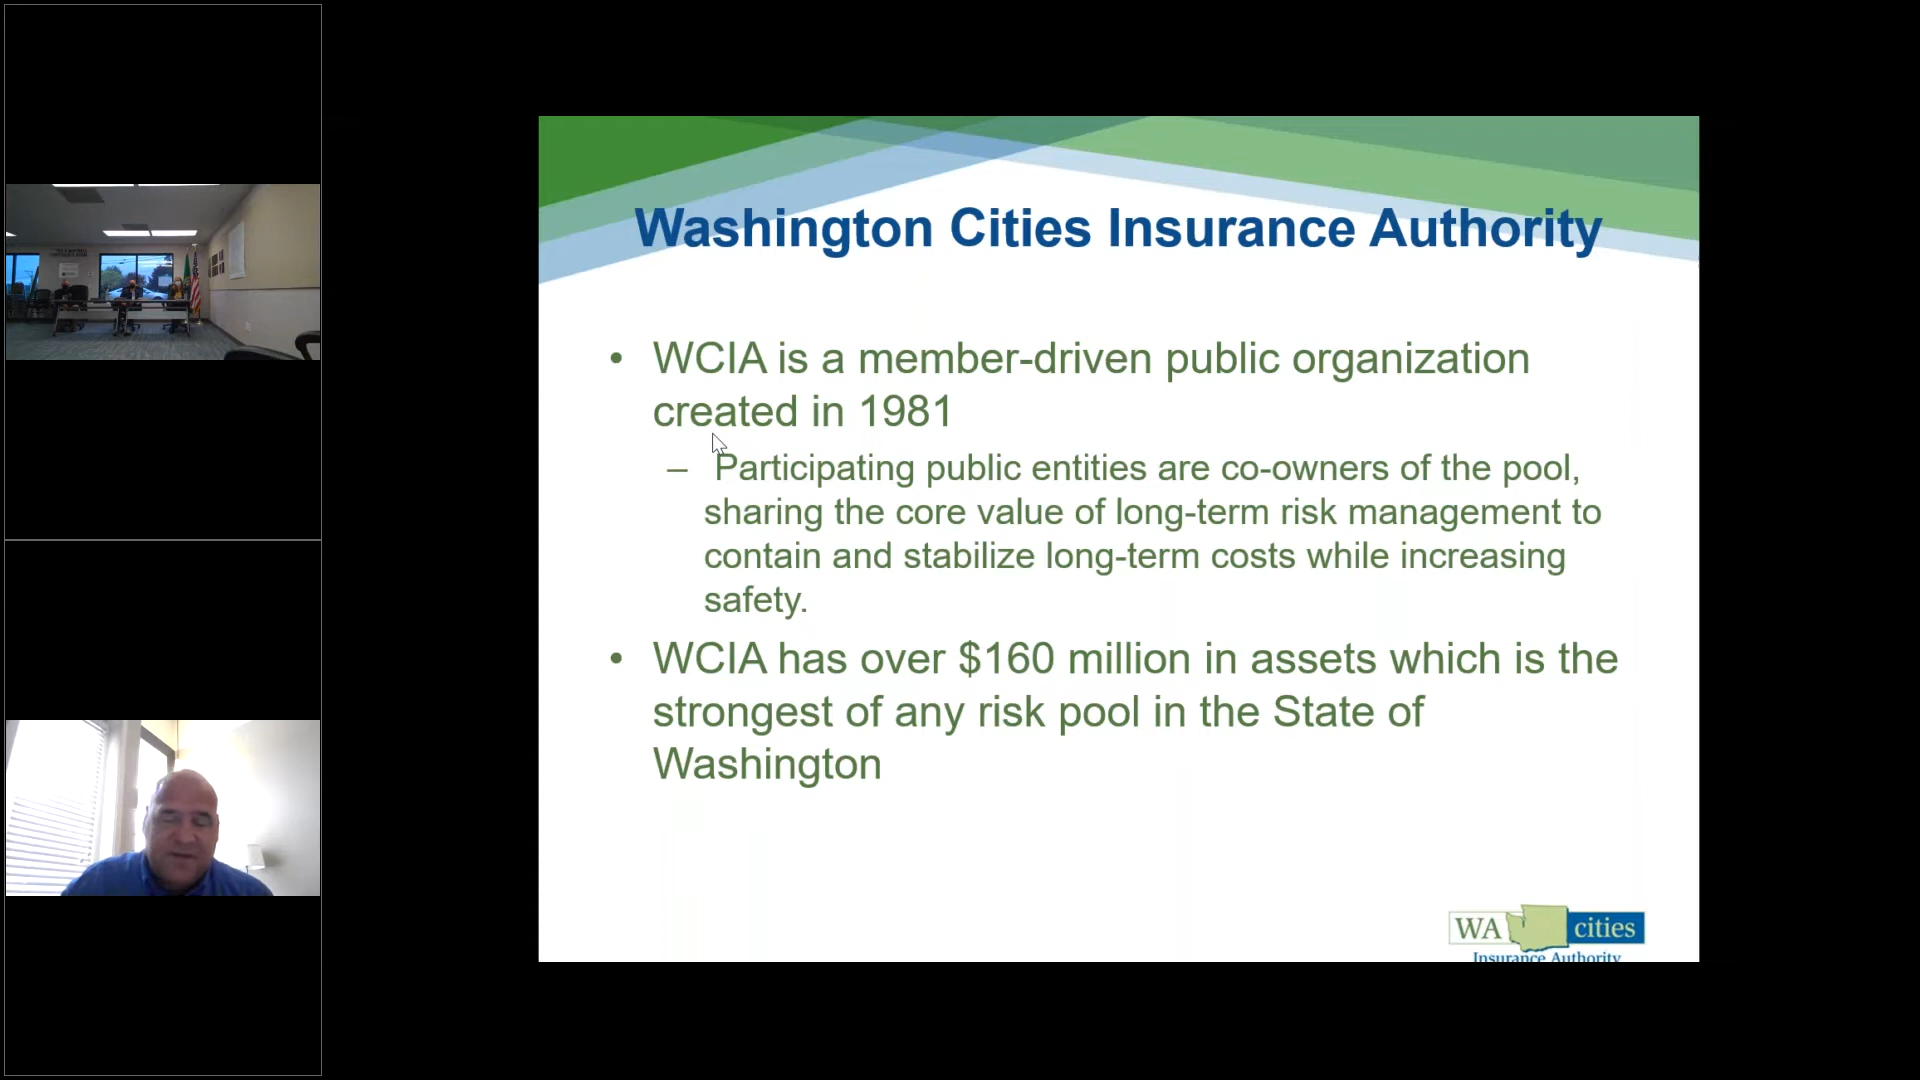 Washington Cities Insurance Authority
• WCIA is a member-driven public organization
created in 1981
– Participating public entities are co-owners of the pool,
sharing the core value of long-term risk management to
contain and stabilize long-term costs while increasing
safety.
• WCIA has over $160 million in assets which is the
strongest of any risk pool in the State of
Washington
WA cities
Insurance Authority